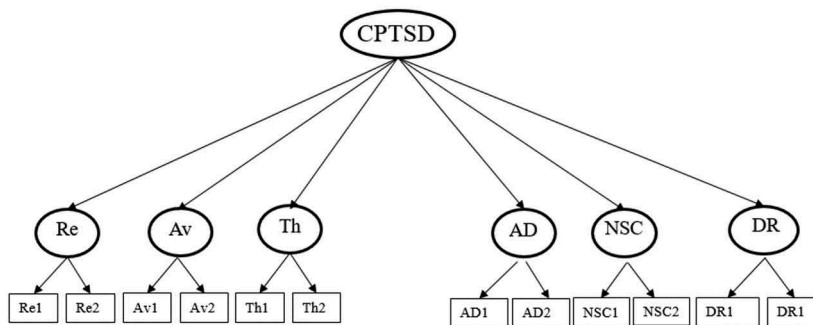 CPTSD
Re Av Th AD NSC DR
Re1 Re2 Av1 Av2 Th1 Th2 AD1 AD2 NSC1 NSC2 DR1 DR1